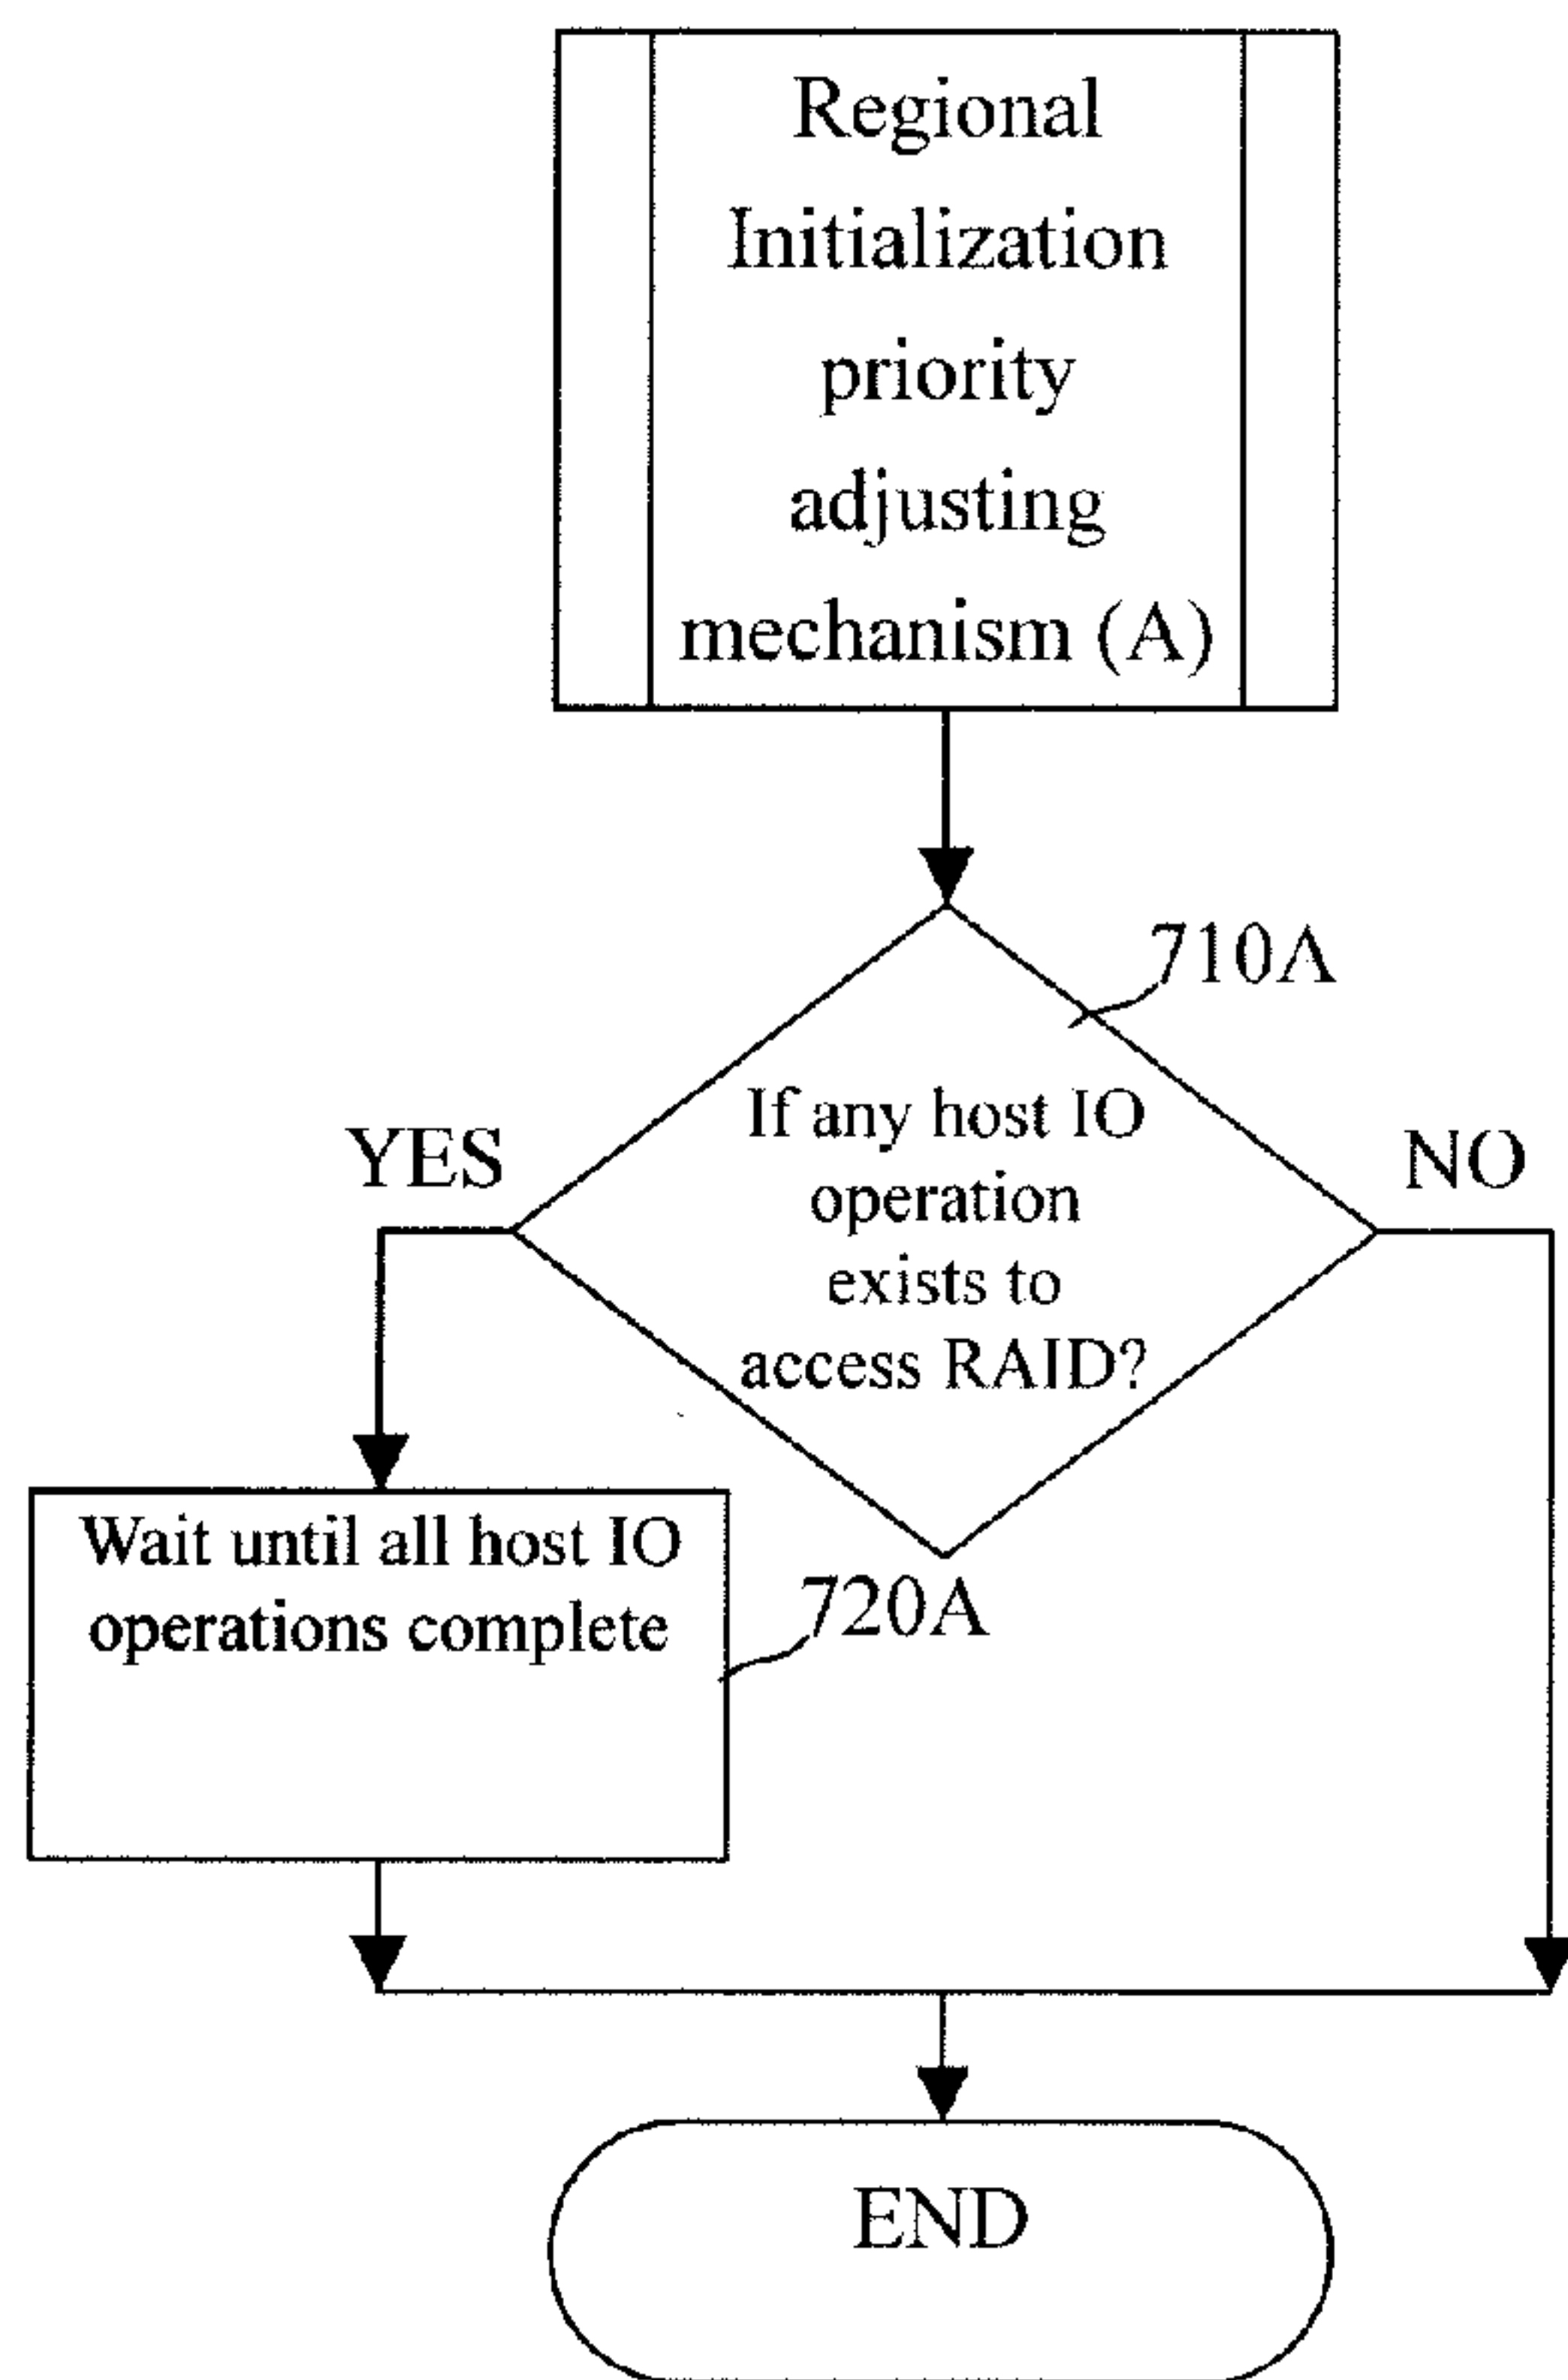 Regional
Initialization
priority
adjusting
mechanism (A)
710A
If any host IO
operation
exists to
access RAID?
YES
NO
Wait until all host IO
operations complete
720A
END